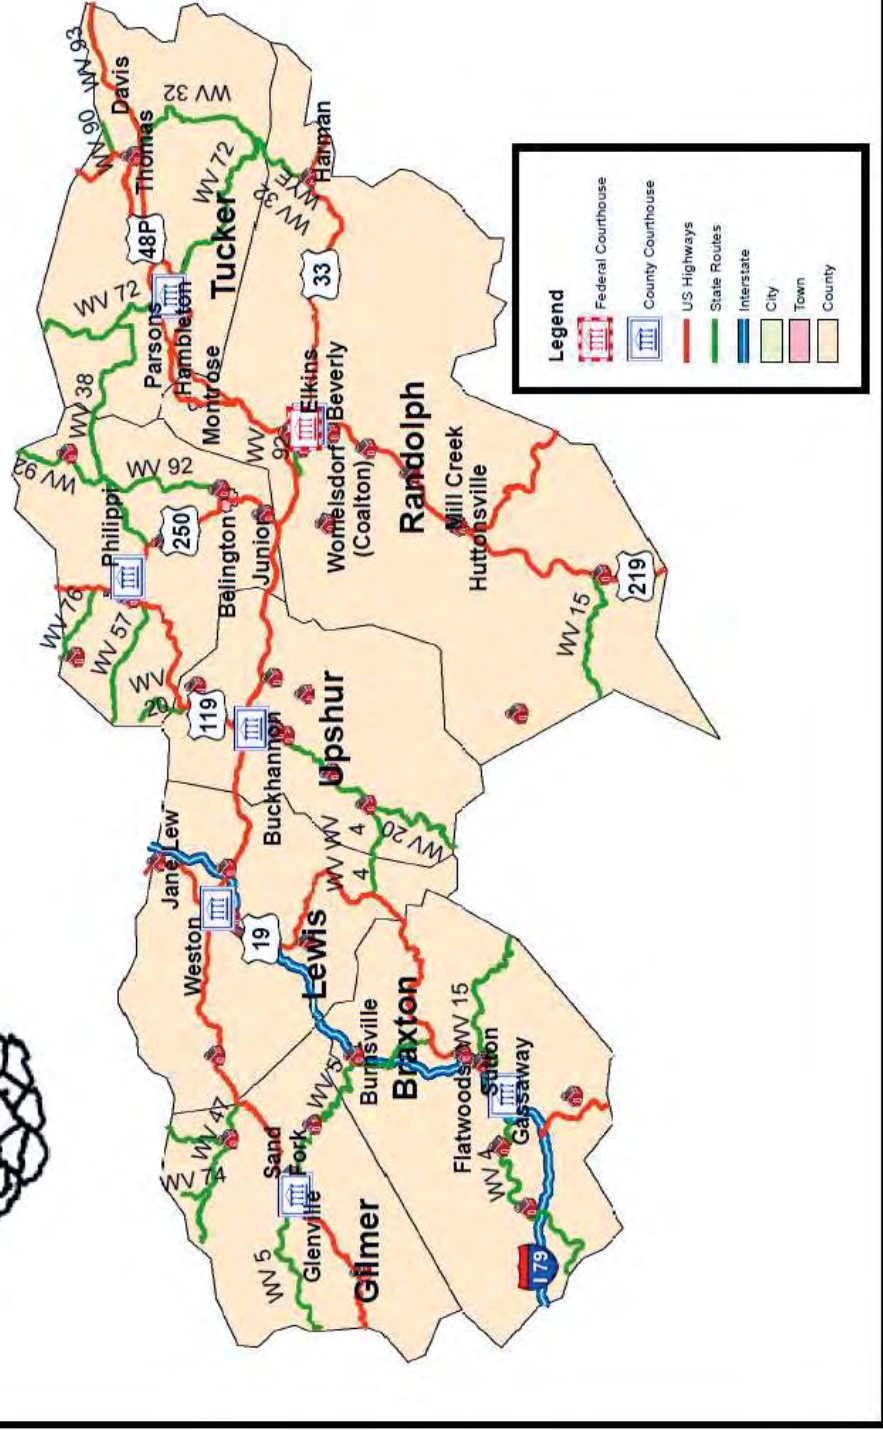 WV 93
Davis
WV 90
Thomas
WV 32
WV 72
Tucker
48P
WV 72
Parsons
Hambleton
WV 32
WYE
Harman
33
Montrose
WV 38
WV 92
WV 92
WV
92
Elkins
Beverly
Womelsdorf
(Coalton)
Randolph
Mill Creek
Huttonsville
219
WV 15
Philippi
250
Belington
Junior
WV 76
WV 57
WV
20
119
Buckhannon
Upshur
WV
4
WV 20
WV
4
Jane Lew
Weston
19
Lewis
Burnsville
Braxton
WV 15
Flatwoods
Sutton
Gassaway
WV 4
I 79
WV 5
WV 47
WV 74
Sand
Fork
Glenville
WV 5
Gilmer
Legend
Federal Courthouse
County Courthouse
US Highways
State Routes
Interstate
City
Town
County